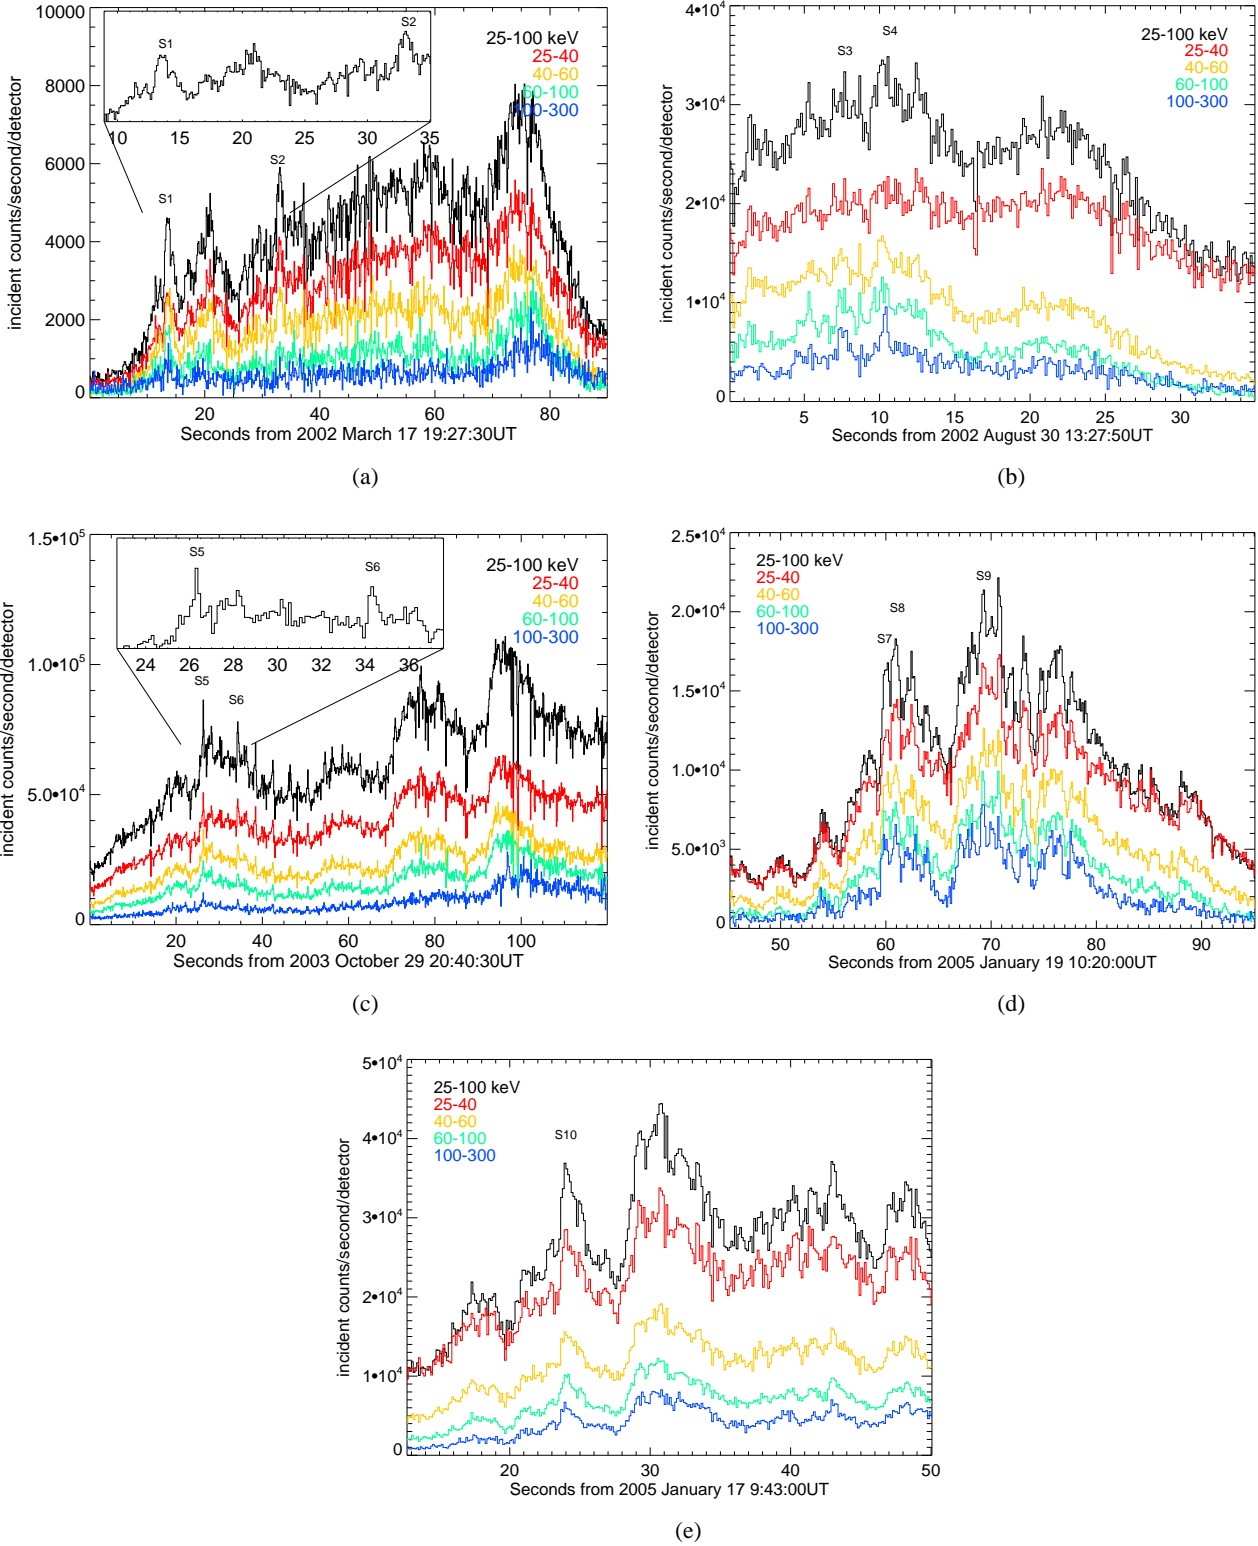 10000
8000
6000
4000
2000
0
incident counts/second/detector
S1
S2
10 15 20 25 30 35
25-100 keV
25-40
40-60
60-100
100-300
S1
S2
20 40 60 80
Seconds from 2002 March 17 19:27:30UT
(a)
4•10⁴
3•10⁴
2•10⁴
1•10⁴
0
incident counts/second/detector
S3
S4
25-100 keV
25-40
40-60
60-100
100-300
5 10 15 20 25 30
Seconds from 2002 August 30 13:27:50UT
(b)
1.5•10⁵
1.0•10⁵
5.0•10⁴
0
incident counts/second/detector
S5
S6
24 26 28 30 32 34 36
25-100 keV
25-40
40-60
60-100
100-300
S5
S6
20 40 60 80 100
Seconds from 2003 October 29 20:40:30UT
(c)
2.5•10⁴
2.0•10⁴
1.5•10⁴
1.0•10⁴
5.0•10³
0
incident counts/second/detector
25-100 keV
25-40
40-60
60-100
100-300
S7
S8
S9
50 60 70 80 90
Seconds from 2005 January 19 10:20:00UT
(d)
5•10⁴
4•10⁴
3•10⁴
2•10⁴
1•10⁴
0
incident counts/second/detector
25-100 keV
25-40
40-60
60-100
100-300
S10
20 30 40 50
Seconds from 2005 January 17 9:43:00UT
(e)